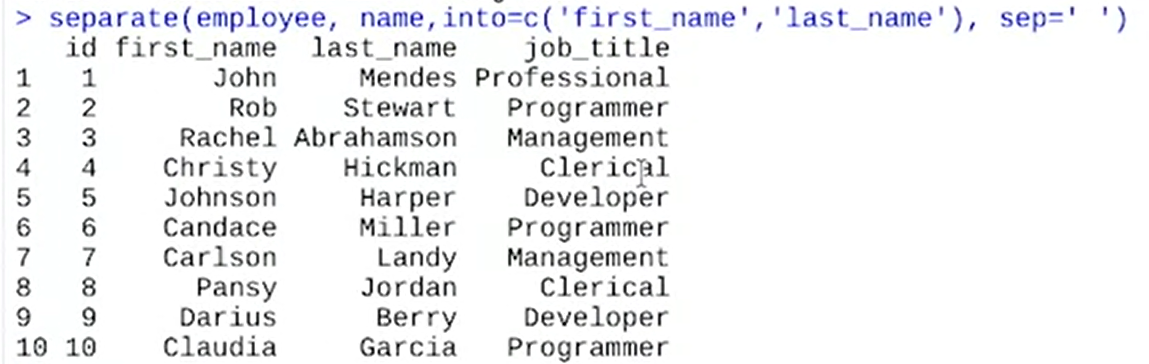 > separate(employee, name,into=c('first_name','last_name'), sep=' ')
id first_name last_name job_title
1 1 John Mendes Professional
2 2 Rob Stewart Programmer
3 3 Rachel Abrahamson Management
4 4 Christy Hickman Clerical
5 5 Johnson Harper Developer
6 6 Candace Miller Programmer
7 7 Carlson Landy Management
8 8 Pansy Jordan Clerical
9 9 Darius Berry Developer
10 10 Claudia Garcia Programmer